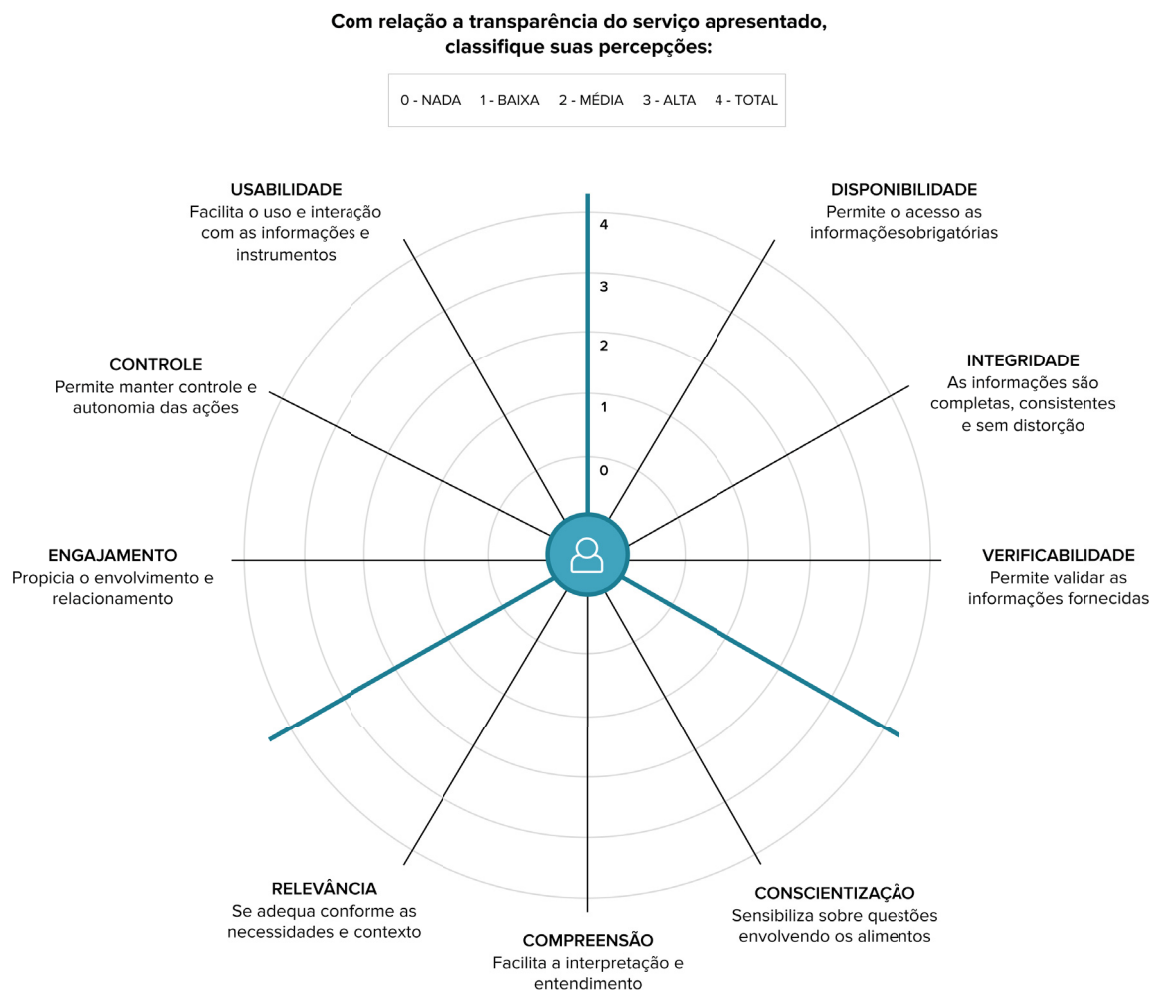 Com relação a transparência do serviço apresentado,
classifique suas percepções:
0 - NADA 1 - BAIXA 2 - MÉDIA 3 - ALTA 4 - TOTAL
USABILIDADE
Facilita o uso e interação
com as informações e
instrumentos
DISPONIBILIDADE
Permite o acesso as
informaçõesobrigatórias
4
3
2
1
0
CONTROLE
Permite manter controle e
autonomia das ações
INTEGRIDADE
As informações são
completas, consistentes
e sem distorção
ENGAJAMENTO
Propicia o envolvimento e
relacionamento
VERIFICABILIDADE
Permite validar as
informações fornecidas
RELEVÂNCIA
Se adequa conforme as
necessidades e contexto
COMPREENSÃO
Facilita a interpretação e
entendimento
CONSCIENTIZAÇÃO
Sensibiliza sobre questões
envolvendo os alimentos